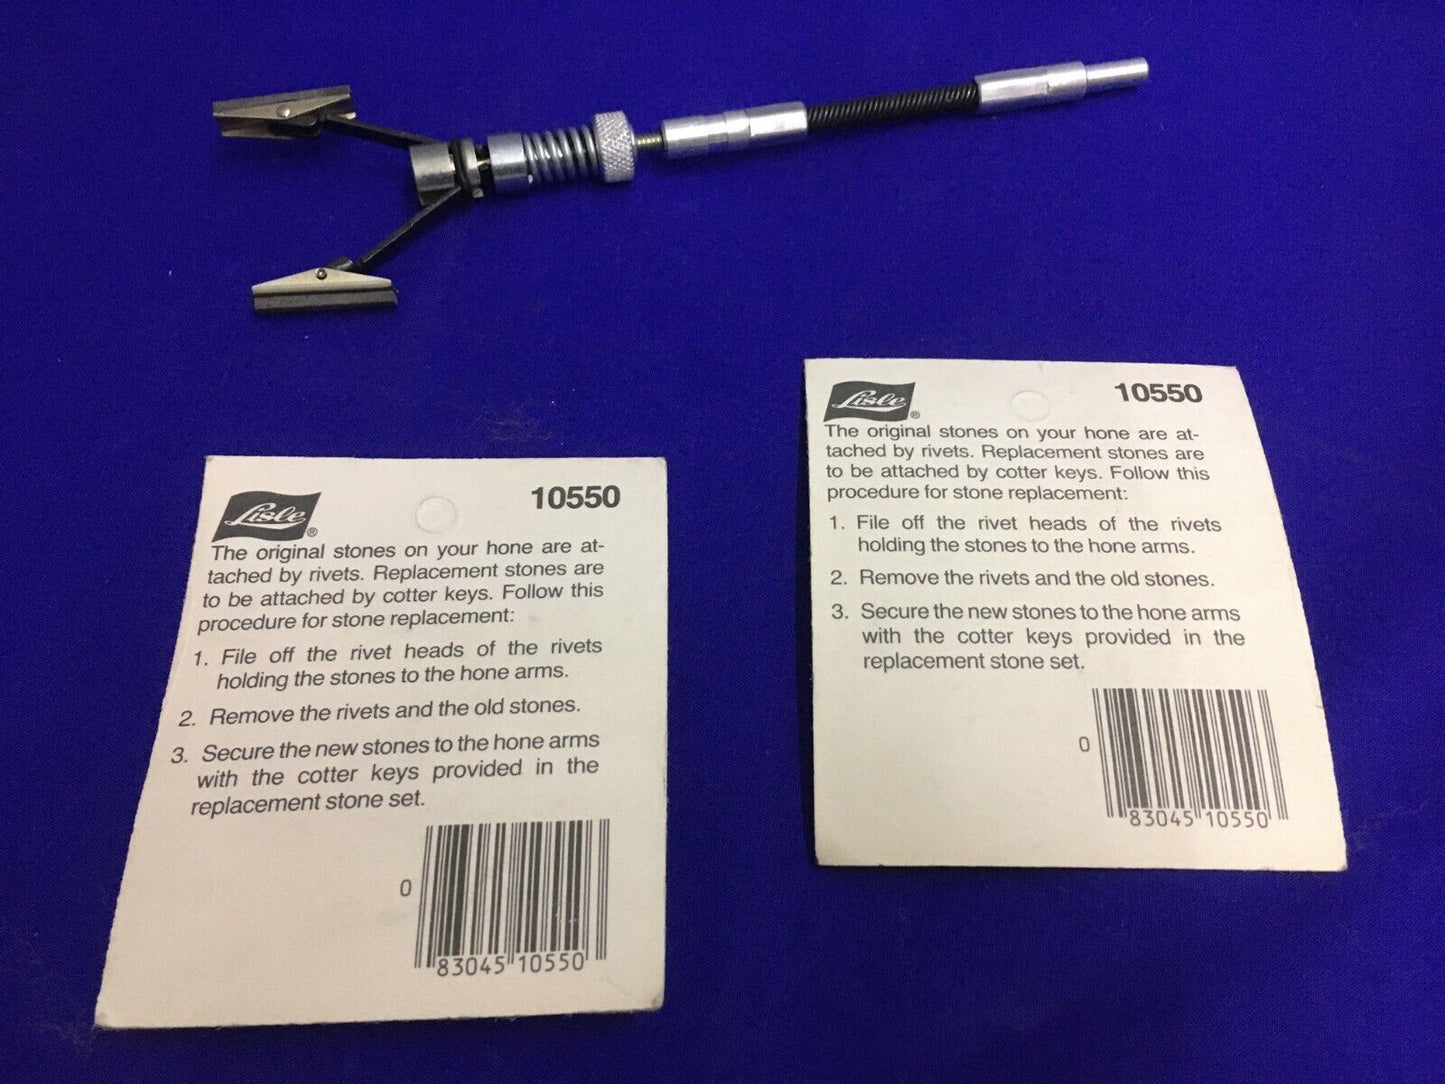 Lisle®
10550
The original stones on your hone are at-
tached by rivets. Replacement stones are
to be attached by cotter keys. Follow this
procedure for stone replacement:
1. File off the rivet heads of the rivets
holding the stones to the hone arms.
2. Remove the rivets and the old stones.
3. Secure the new stones to the hone arms
with the cotter keys provided in the
replacement stone set.
0
83045 10550
Lisle®
10550
The original stones on your hone are at-
tached by rivets. Replacement stones are
to be attached by cotter keys. Follow this
procedure for stone replacement:
1. File off the rivet heads of the rivets
holding the stones to the hone arms.
2. Remove the rivets and the old stones.
3. Secure the new stones to the hone arms
with the cotter keys provided in the
replacement stone set.
0
83045 10550